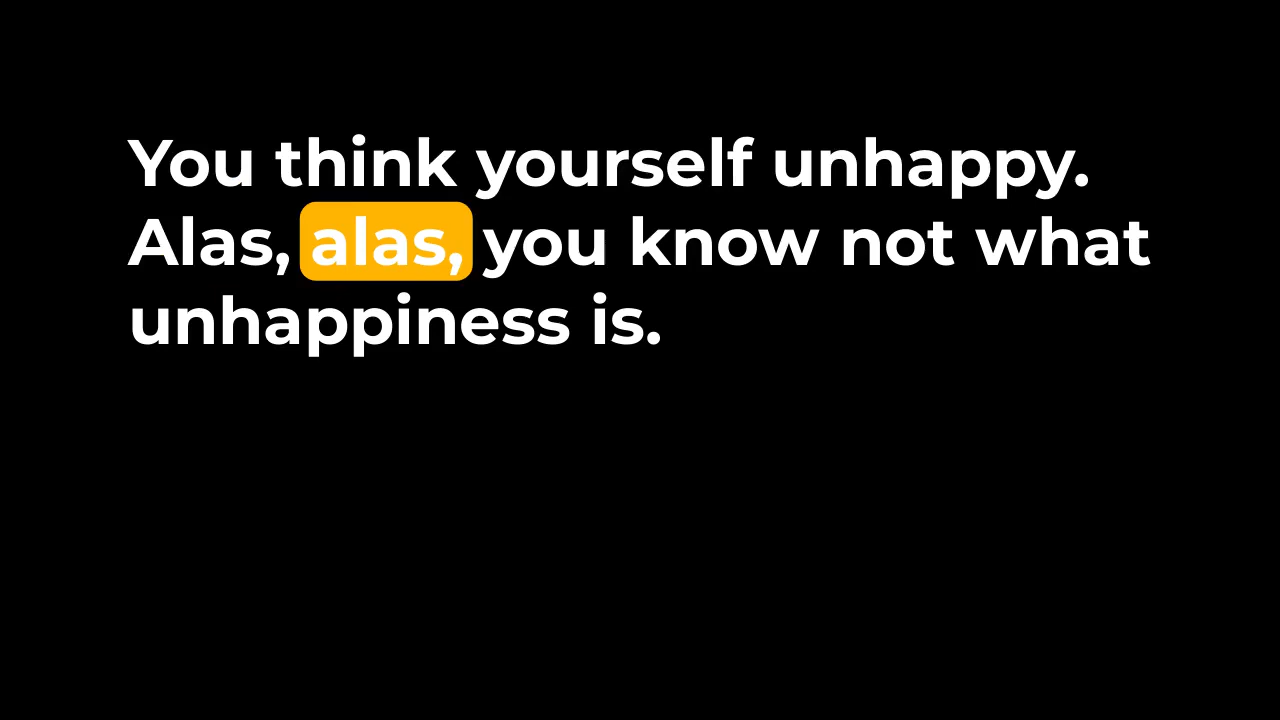 You think yourself unhappy.
Alas, alas, you know not what
unhappiness is.